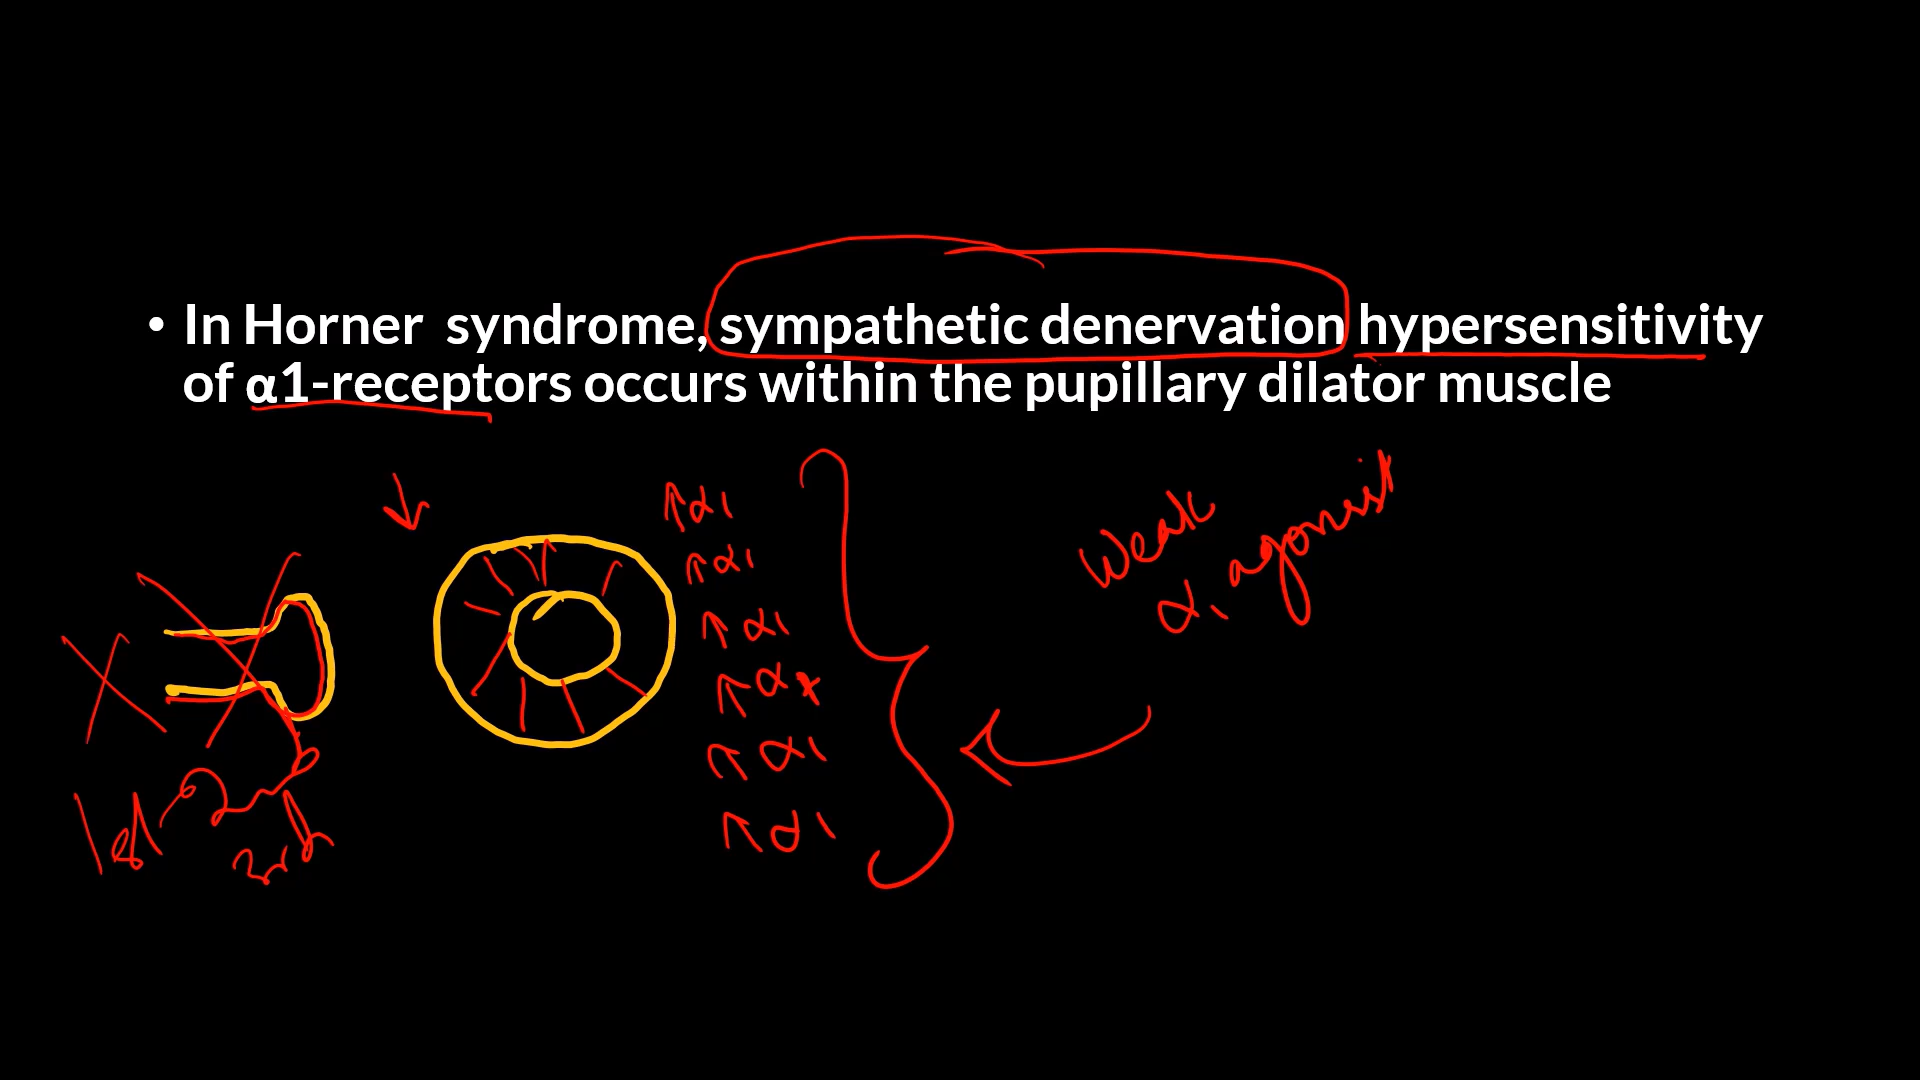 • In Horner syndrome, sympathetic denervation hypersensitivity
of α1-receptors occurs within the pupillary dilator muscle
↑α1
↑α1
↑α1
↑α1
↑α1
↑α1
Weak
α1 agonist
1st 2
3rd